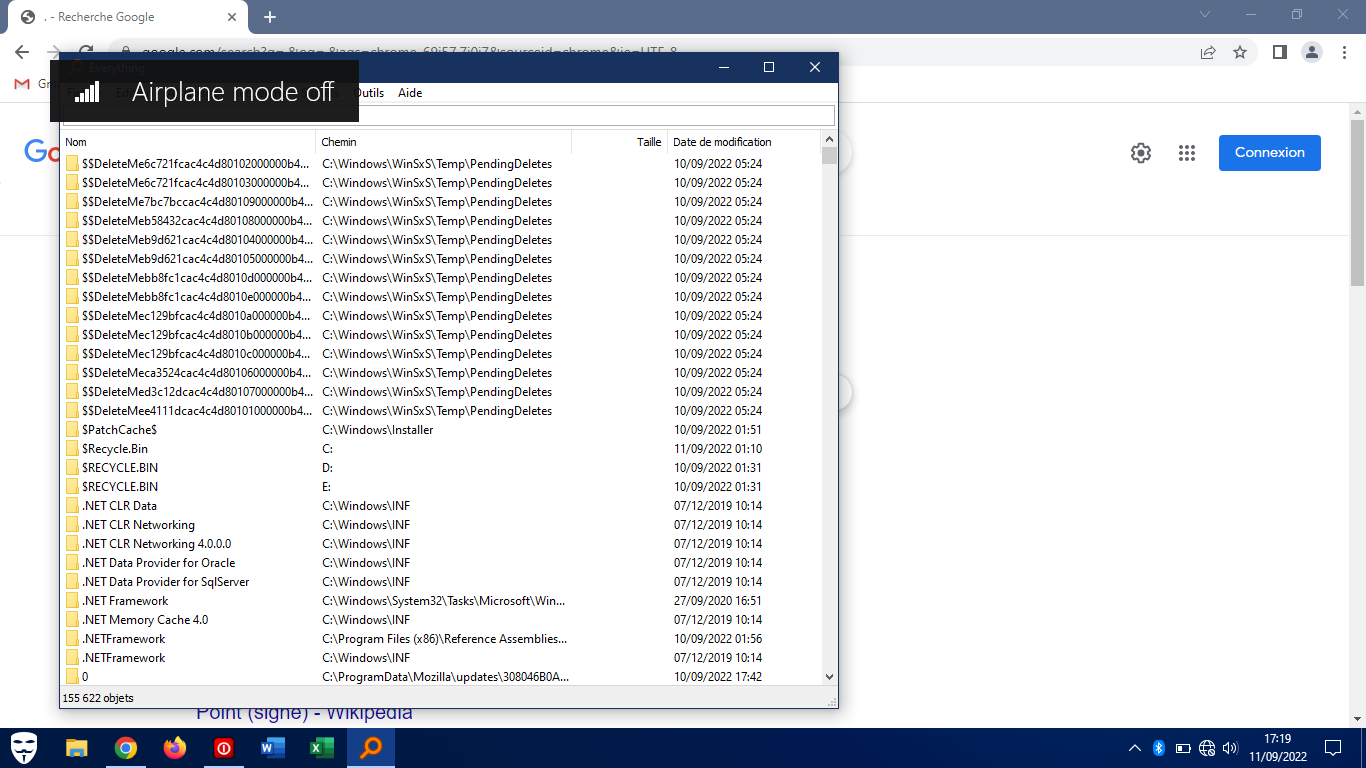 . - Recherche Google
google.com/search?q=.&oq=.&aqs=chrome..69i57.7j0j7&sourceid=chrome&ie=UTF-8
Everything
Airplane mode off
Outils Aide
Nom Chemin Taille Date de modification
$$DeleteMe6c721fcac4c4d80102000000b4... C:\Windows\WinSxS\Temp\PendingDeletes 10/09/2022 05:24
$$DeleteMe6c721fcac4c4d80103000000b4... C:\Windows\WinSxS\Temp\PendingDeletes 10/09/2022 05:24
$$DeleteMe7bc7bccac4c4d80109000000b4... C:\Windows\WinSxS\Temp\PendingDeletes 10/09/2022 05:24
$$DeleteMeb58432cac4c4d80108000000b4... C:\Windows\WinSxS\Temp\PendingDeletes 10/09/2022 05:24
$$DeleteMeb9d621cac4c4d80104000000b4... C:\Windows\WinSxS\Temp\PendingDeletes 10/09/2022 05:24
$$DeleteMeb9d621cac4c4d80105000000b4... C:\Windows\WinSxS\Temp\PendingDeletes 10/09/2022 05:24
$$DeleteMebb8fc1cac4c4d8010d000000b4... C:\Windows\WinSxS\Temp\PendingDeletes 10/09/2022 05:24
$$DeleteMebb8fc1cac4c4d8010e000000b4... C:\Windows\WinSxS\Temp\PendingDeletes 10/09/2022 05:24
$$DeleteMec129bfcac4c4d8010a000000b4... C:\Windows\WinSxS\Temp\PendingDeletes 10/09/2022 05:24
$$DeleteMec129bfcac4c4d8010b000000b4... C:\Windows\WinSxS\Temp\PendingDeletes 10/09/2022 05:24
$$DeleteMec129bfcac4c4d8010c000000b4... C:\Windows\WinSxS\Temp\PendingDeletes 10/09/2022 05:24
$$DeleteMeca3524cac4c4d80106000000b4... C:\Windows\WinSxS\Temp\PendingDeletes 10/09/2022 05:24
$$DeleteMed3c12dcac4c4d80107000000b4... C:\Windows\WinSxS\Temp\PendingDeletes 10/09/2022 05:24
$$DeleteMee4111dcac4c4d80101000000b4... C:\Windows\WinSxS\Temp\PendingDeletes 10/09/2022 05:24
$PatchCache$ C:\Windows\Installer 10/09/2022 01:51
$Recycle.Bin C: 11/09/2022 01:10
$RECYCLE.BIN D: 10/09/2022 01:31
$RECYCLE.BIN E: 10/09/2022 01:31
.NET CLR Data C:\Windows\INF 07/12/2019 10:14
.NET CLR Networking C:\Windows\INF 07/12/2019 10:14
.NET CLR Networking 4.0.0.0 C:\Windows\INF 07/12/2019 10:14
.NET Data Provider for Oracle C:\Windows\INF 07/12/2019 10:14
.NET Data Provider for SqlServer C:\Windows\INF 07/12/2019 10:14
.NET Framework C:\Windows\System32\Tasks\Microsoft\Win... 27/09/2020 16:51
.NET Memory Cache 4.0 C:\Windows\INF 07/12/2019 10:14
.NETFramework C:\Program Files (x86)\Reference Assemblies... 10/09/2022 01:56
.NETFramework C:\Windows\INF 07/12/2019 10:14
0 C:\ProgramData\Mozilla\updates\308046B0A... 10/09/2022 17:42
155 622 objets
Connexion
Point (signe) - Wikipedia
17:19
11/09/2022